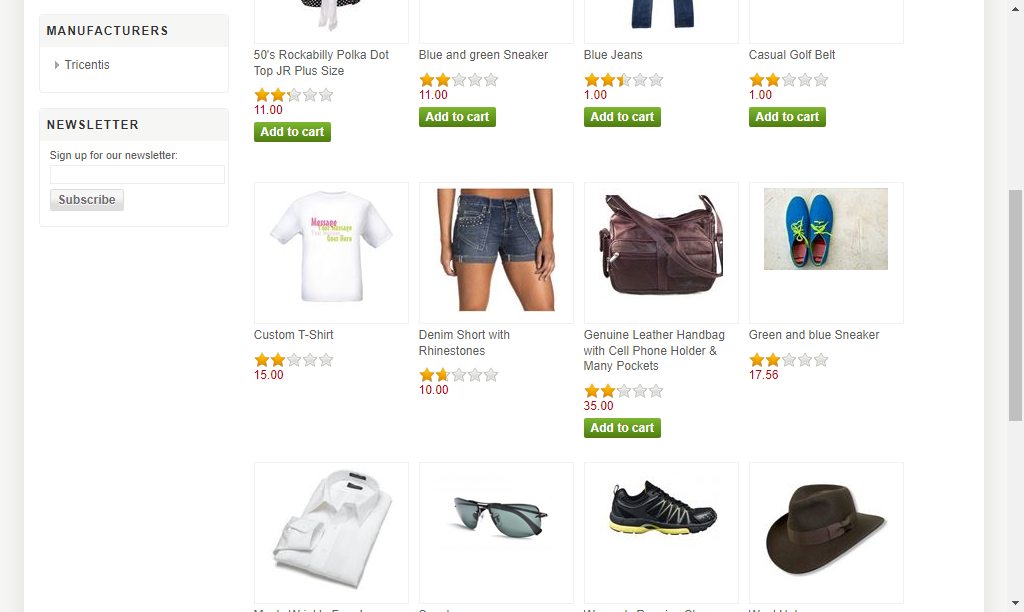 MANUFACTURERS
Tricentis
NEWSLETTER
Sign up for our newsletter:
Subscribe
50's Rockabilly Polka Dot
Top JR Plus Size
11.00
Add to cart
Blue and green Sneaker
11.00
Add to cart
Blue Jeans
1.00
Add to cart
Casual Golf Belt
1.00
Add to cart
Message
Your Message
Your Message
Goes Here
Custom T-Shirt
15.00
Denim Short with
Rhinestones
10.00
Genuine Leather Handbag
with Cell Phone Holder &
Many Pockets
35.00
Add to cart
Green and blue Sneaker
17.56